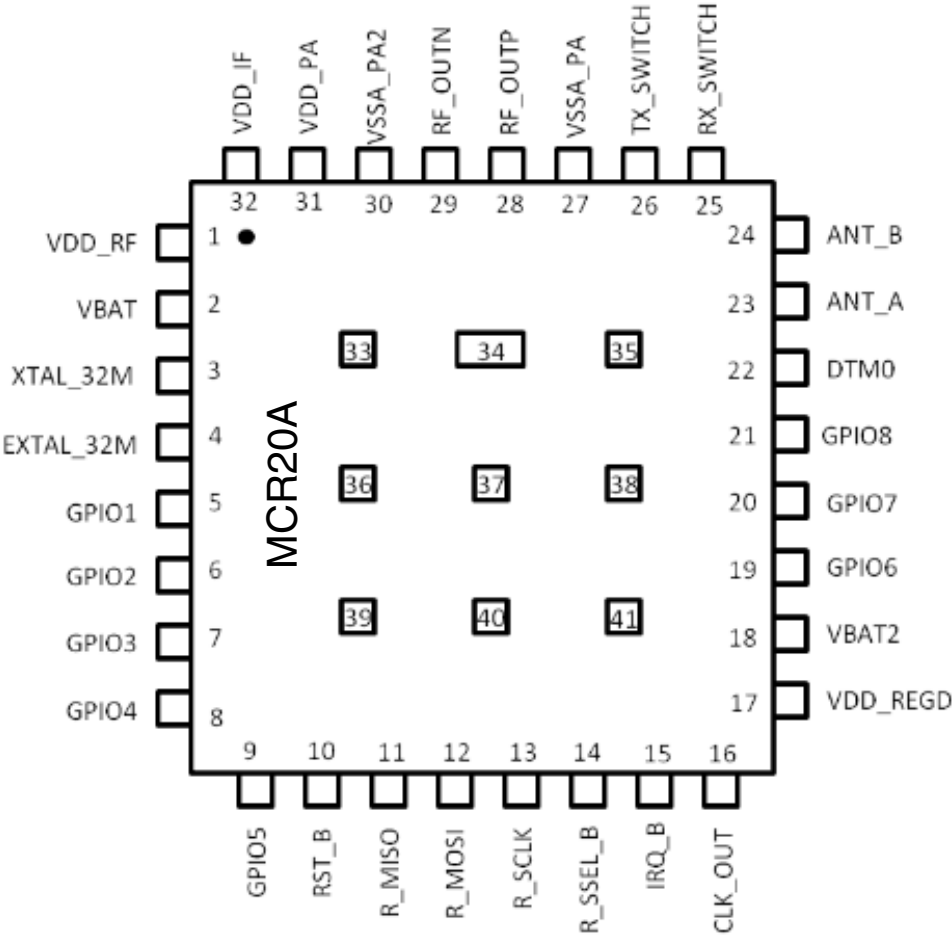 VDD_IF
VDD_PA
VSSA_PA2
RF_OUTN
RF_OUTP
VSSA_PA
TX_SWITCH
RX_SWITCH
32 31 30 29 28 27 26 25
VDD_RF 1 24 ANT_B
VBAT 2 23 ANT_A
XTAL_32M 3 22 DTM0
EXTAL_32M 4 21 GPIO8
GPIO1 5 20 GPIO7
GPIO2 6 19 GPIO6
GPIO3 7 18 VBAT2
GPIO4 8 17 VDD_REGD
33 34 35
36 37 38
39 40 41
MCR20A
9 10 11 12 13 14 15 16
GPIO5
RST_B
R_MISO
R_MOSI
R_SCLK
R_SSEL_B
IRQ_B
CLK_OUT